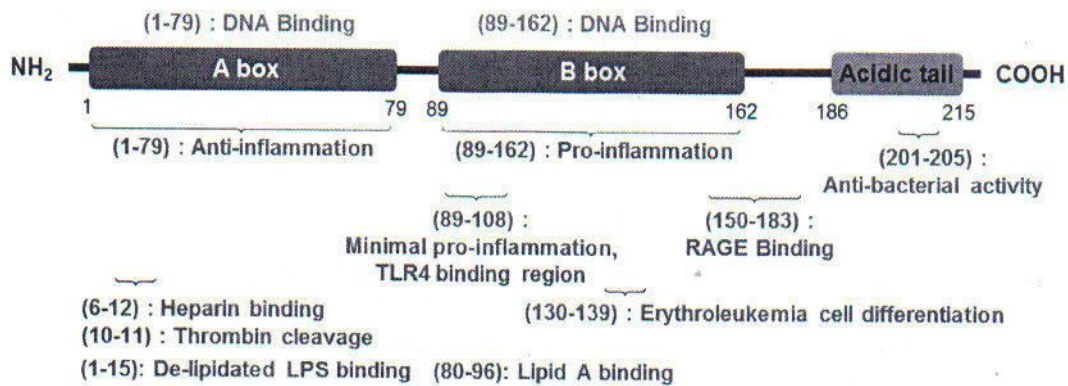 (1-79) : DNA Binding
(89-162) : DNA Binding
NH2
A box
B box
Acidic tail
COOH
1
79
89
162
186
215
(1-79) : Anti-inflammation
(89-162) : Pro-inflammation
(201-205) :
Anti-bacterial activity
(89-108) :
Minimal pro-inflammation,
TLR4 binding region
(150-183) :
RAGE Binding
(6-12) : Heparin binding
(130-139) : Erythroleukemia cell differentiation
(10-11) : Thrombin cleavage
(1-15): De-lipidated LPS binding
(80-96): Lipid A binding